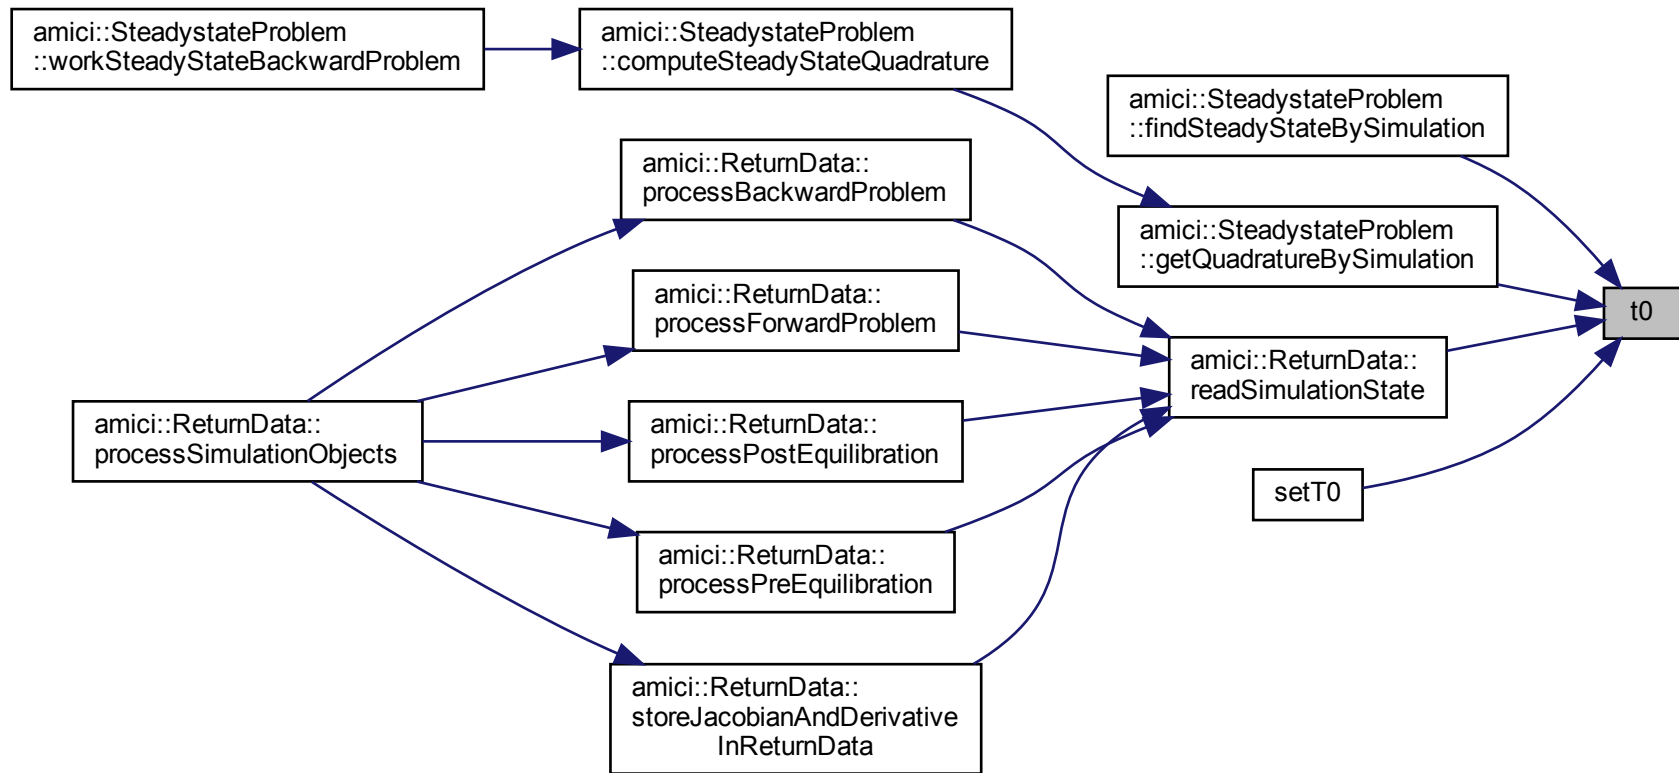 amici::SteadystateProblem
::workSteadyStateBackwardProblem
amici::SteadystateProblem
::computeSteadyStateQuadrature
amici::SteadystateProblem
::findSteadyStateBySimulation
amici::ReturnData::
processBackwardProblem
amici::SteadystateProblem
::getQuadratureBySimulation
amici::ReturnData::
processForwardProblem
t0
amici::ReturnData::
readSimulationState
amici::ReturnData::
processSimulationObjects
amici::ReturnData::
processPostEquilibration
setT0
amici::ReturnData::
processPreEquilibration
amici::ReturnData::
storeJacobianAndDerivative
InReturnData